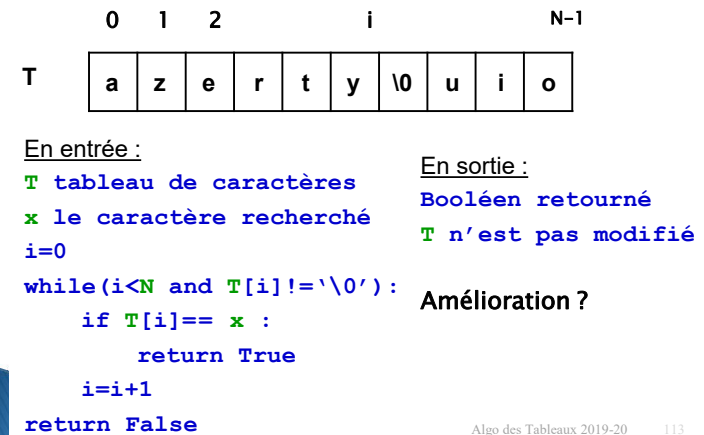 0 1 2 i N–1
T a z e r t y \0 u i o
En entrée :
T tableau de caractères
x le caractère recherché
i=0
while(i<N and T[i]!=‘\0’):
if T[i]== x :
return True
i=i+1
return False
En sortie :
Booléen retourné
T n’est pas modifié
Amélioration ?
Algo des Tableaux 2019-20 113